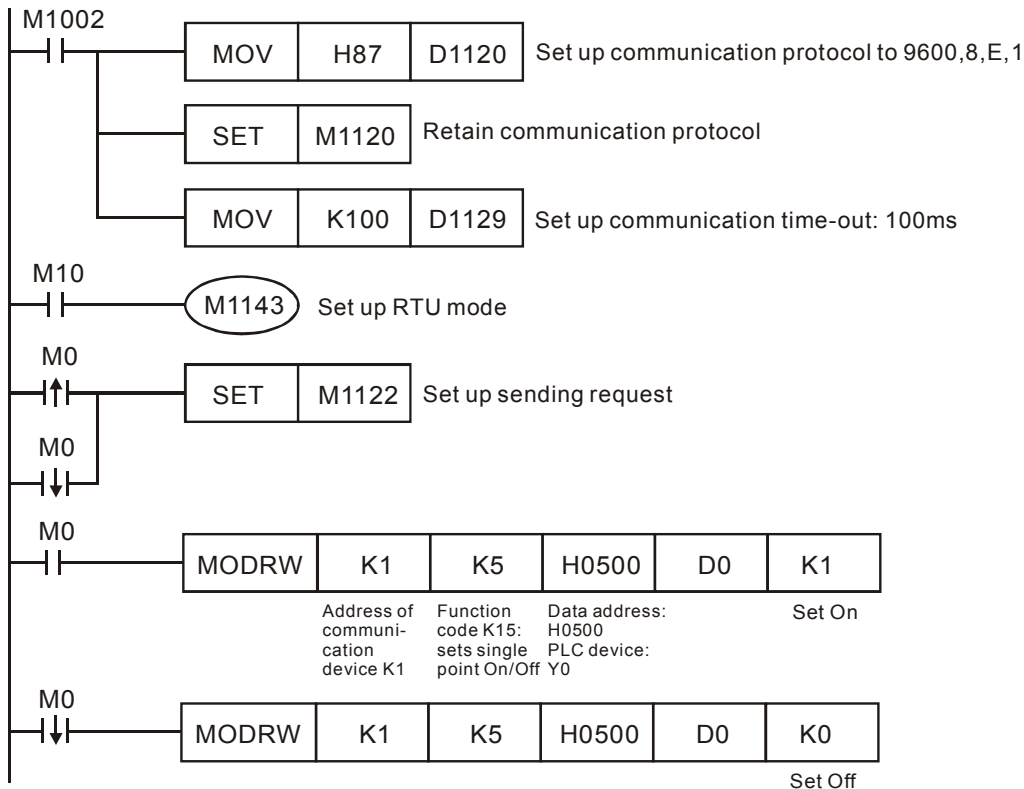 M1002
MOV H87 D1120 Set up communication protocol to 9600,8,E,1
SET M1120 Retain communication protocol
MOV K100 D1129 Set up communication time-out: 100ms
M10
M1143 Set up RTU mode
M0
SET M1122 Set up sending request
M0
M0
MODRW K1 K5 H0500 D0 K1
Address of Function Data address: Set On
communi- code K15: H0500
cation sets single PLC device:
device K1 point On/Off Y0
M0
MODRW K1 K5 H0500 D0 K0
Set Off